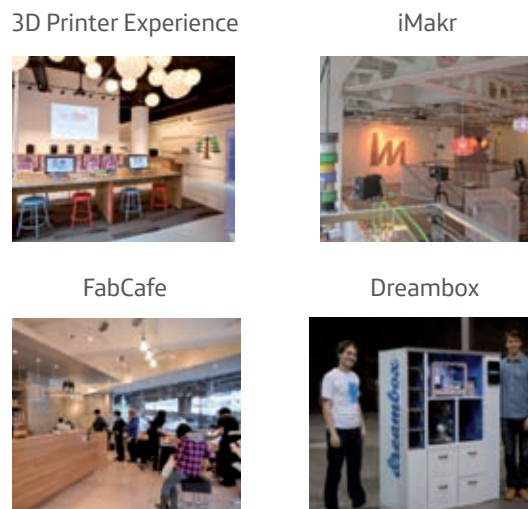 3D Printer Experience
iMakr
FabCafe
Dreambox
dreambox